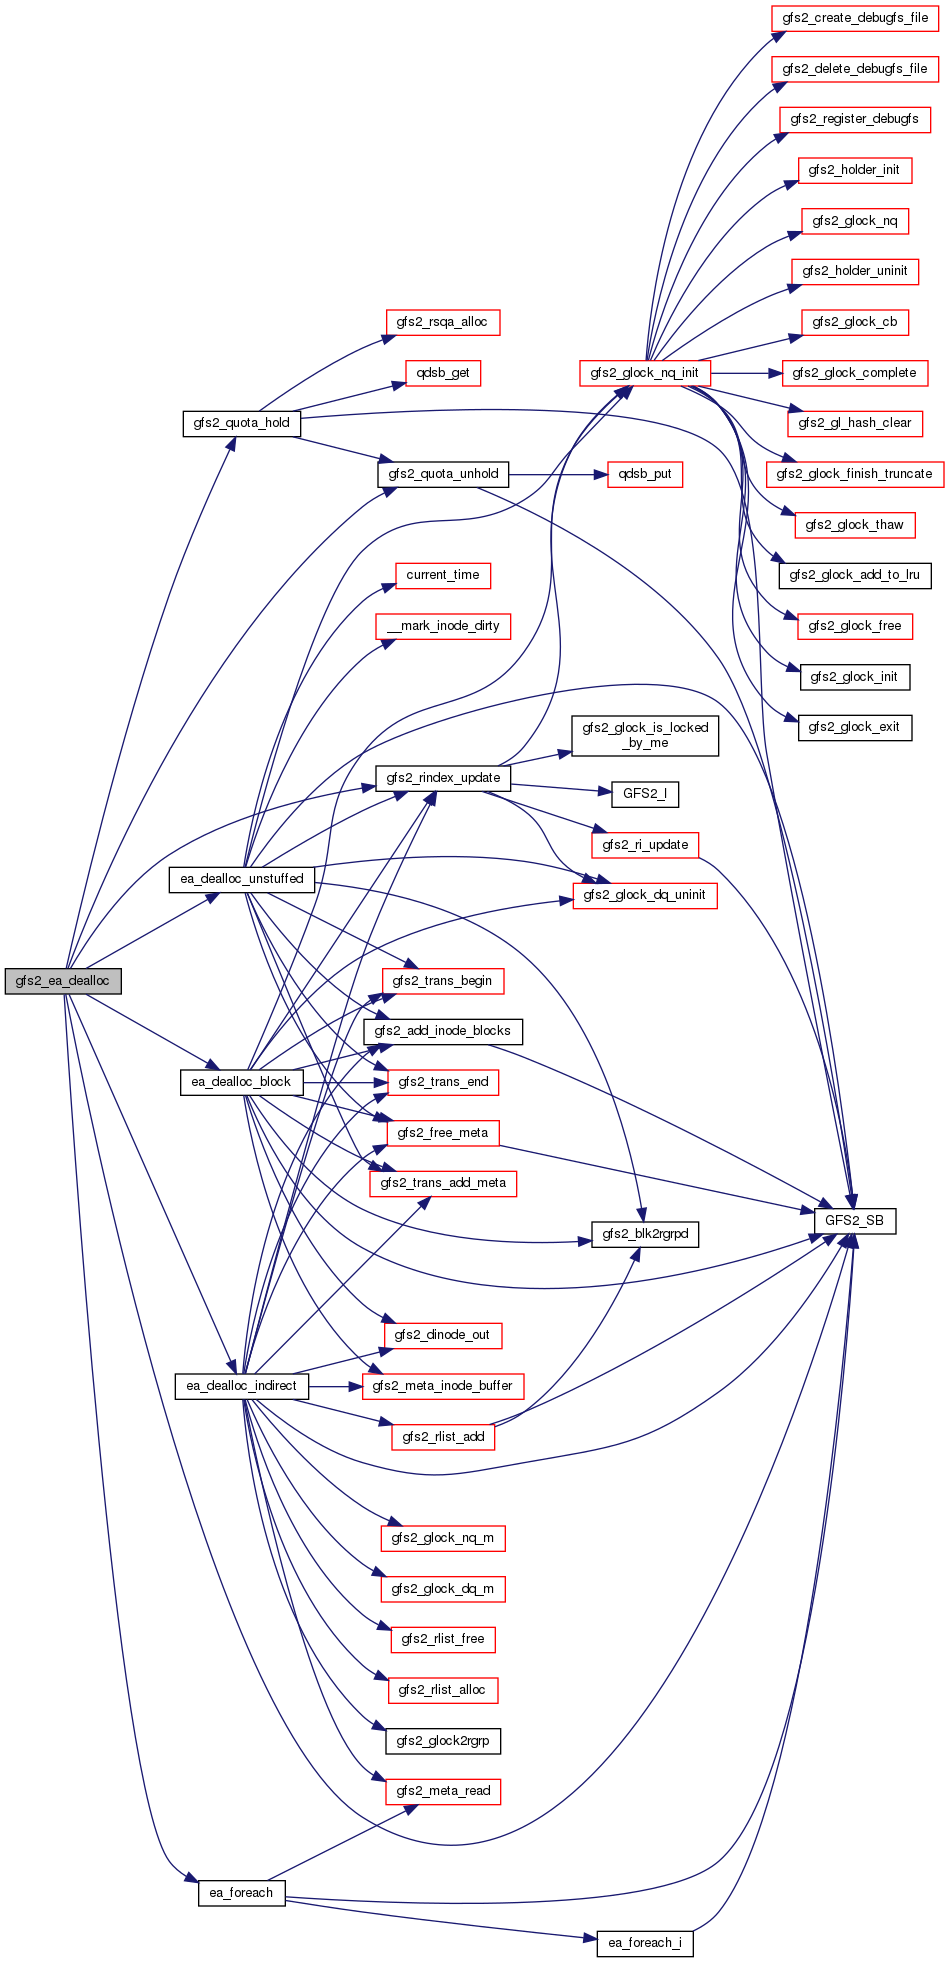 gfs2_create_debugfs_file
gfs2_delete_debugfs_file
gfs2_register_debugfs
gfs2_holder_init
gfs2_glock_nq
gfs2_holder_uninit
gfs2_rsqa_alloc
gfs2_glock_cb
qdsb_get
gfs2_glock_nq_init
gfs2_glock_complete
gfs2_quota_hold
gfs2_gl_hash_clear
gfs2_quota_unhold
qdsb_put
gfs2_glock_finish_truncate
gfs2_glock_thaw
current_time
gfs2_glock_add_to_lru
__mark_inode_dirty
gfs2_glock_free
gfs2_glock_init
gfs2_glock_is_locked
_by_me
gfs2_glock_exit
gfs2_rindex_update
GFS2_I
gfs2_ri_update
ea_dealloc_unstuffed
gfs2_glock_dq_uninit
gfs2_ea_dealloc
gfs2_trans_begin
gfs2_add_inode_blocks
ea_dealloc_block
gfs2_trans_end
gfs2_free_meta
gfs2_trans_add_meta
gfs2_blk2rgrpd
GFS2_SB
gfs2_dinode_out
ea_dealloc_indirect
gfs2_meta_inode_buffer
gfs2_rlist_add
gfs2_glock_nq_m
gfs2_glock_dq_m
gfs2_rlist_free
gfs2_rlist_alloc
gfs2_glock2rgrp
gfs2_meta_read
ea_foreach
ea_foreach_i